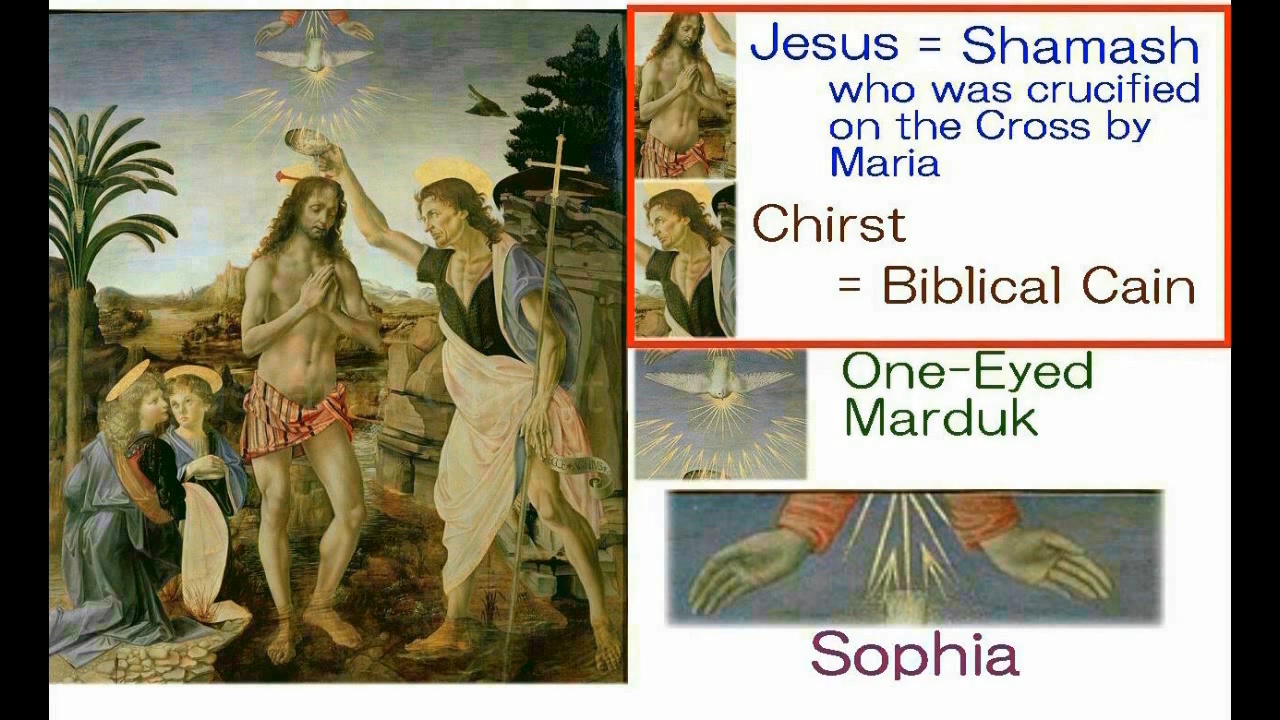 Jesus = Shamash
who was crucified
on the Cross by
Maria
Chirst
= Biblical Cain
One-Eyed
Marduk
Sophia